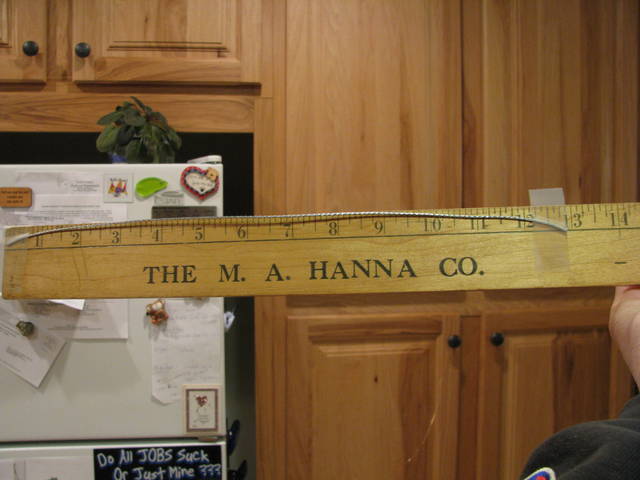 1 2 3 4 5 6 7 8 9 10 11 12 13 14
THE M. A. HANNA CO.
Do All JOBS Suck
Or Just Mine ???